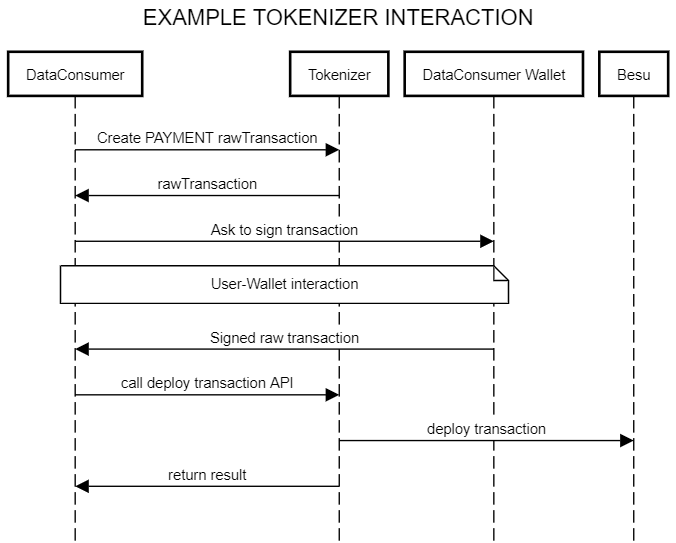 EXAMPLE TOKENIZER INTERACTION
DataConsumer
Tokenizer
DataConsumer Wallet
Besu
Create PAYMENT rawTransaction
rawTransaction
Ask to sign transaction
User-Wallet interaction
Signed raw transaction
call deploy transaction API
deploy transaction
return result